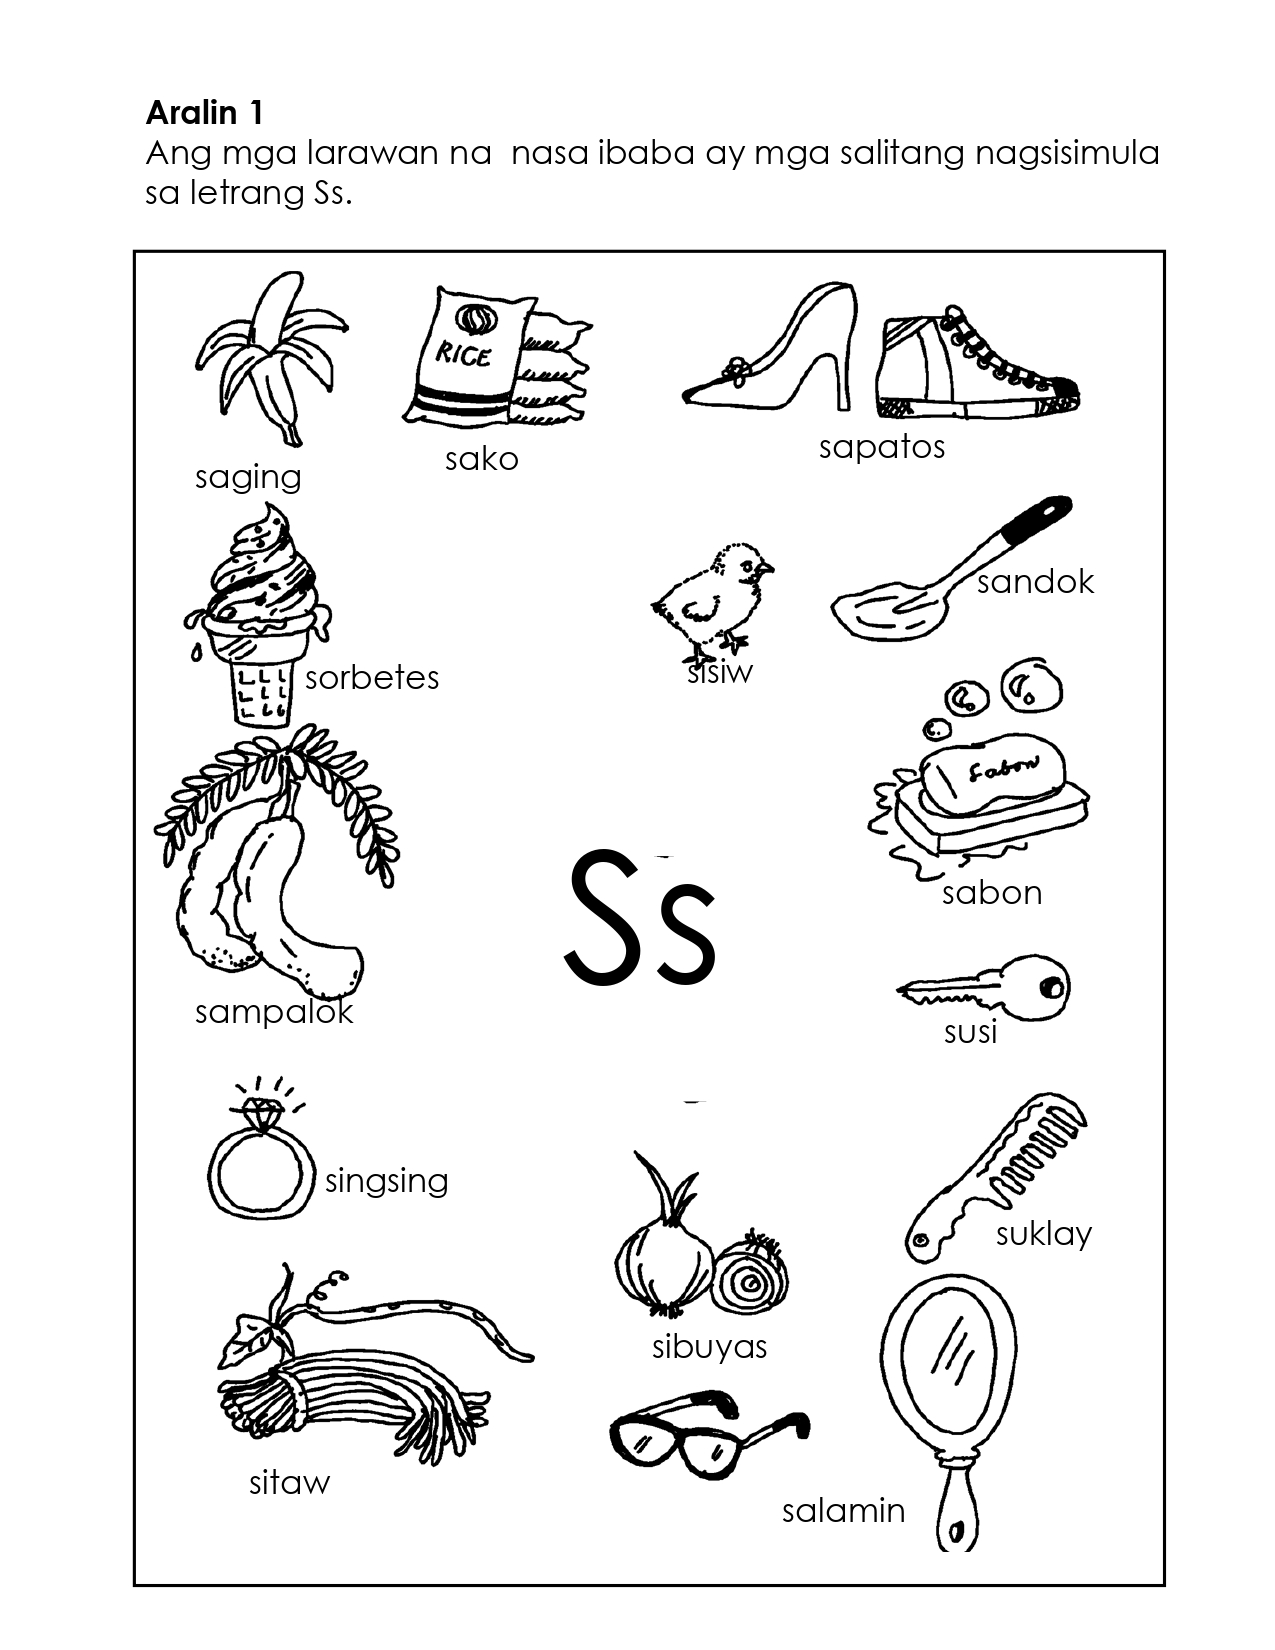 Aralin 1
Ang mga larawan na nasa ibaba ay mga salitang nagsisimula
sa letrang Ss.
RICE
saging
sako
sapatos
sorbetes
sisiw
sandok
Sabon
sabon
sampalok
Ss
susi
singsing
suklay
sibuyas
sitaw
salamin